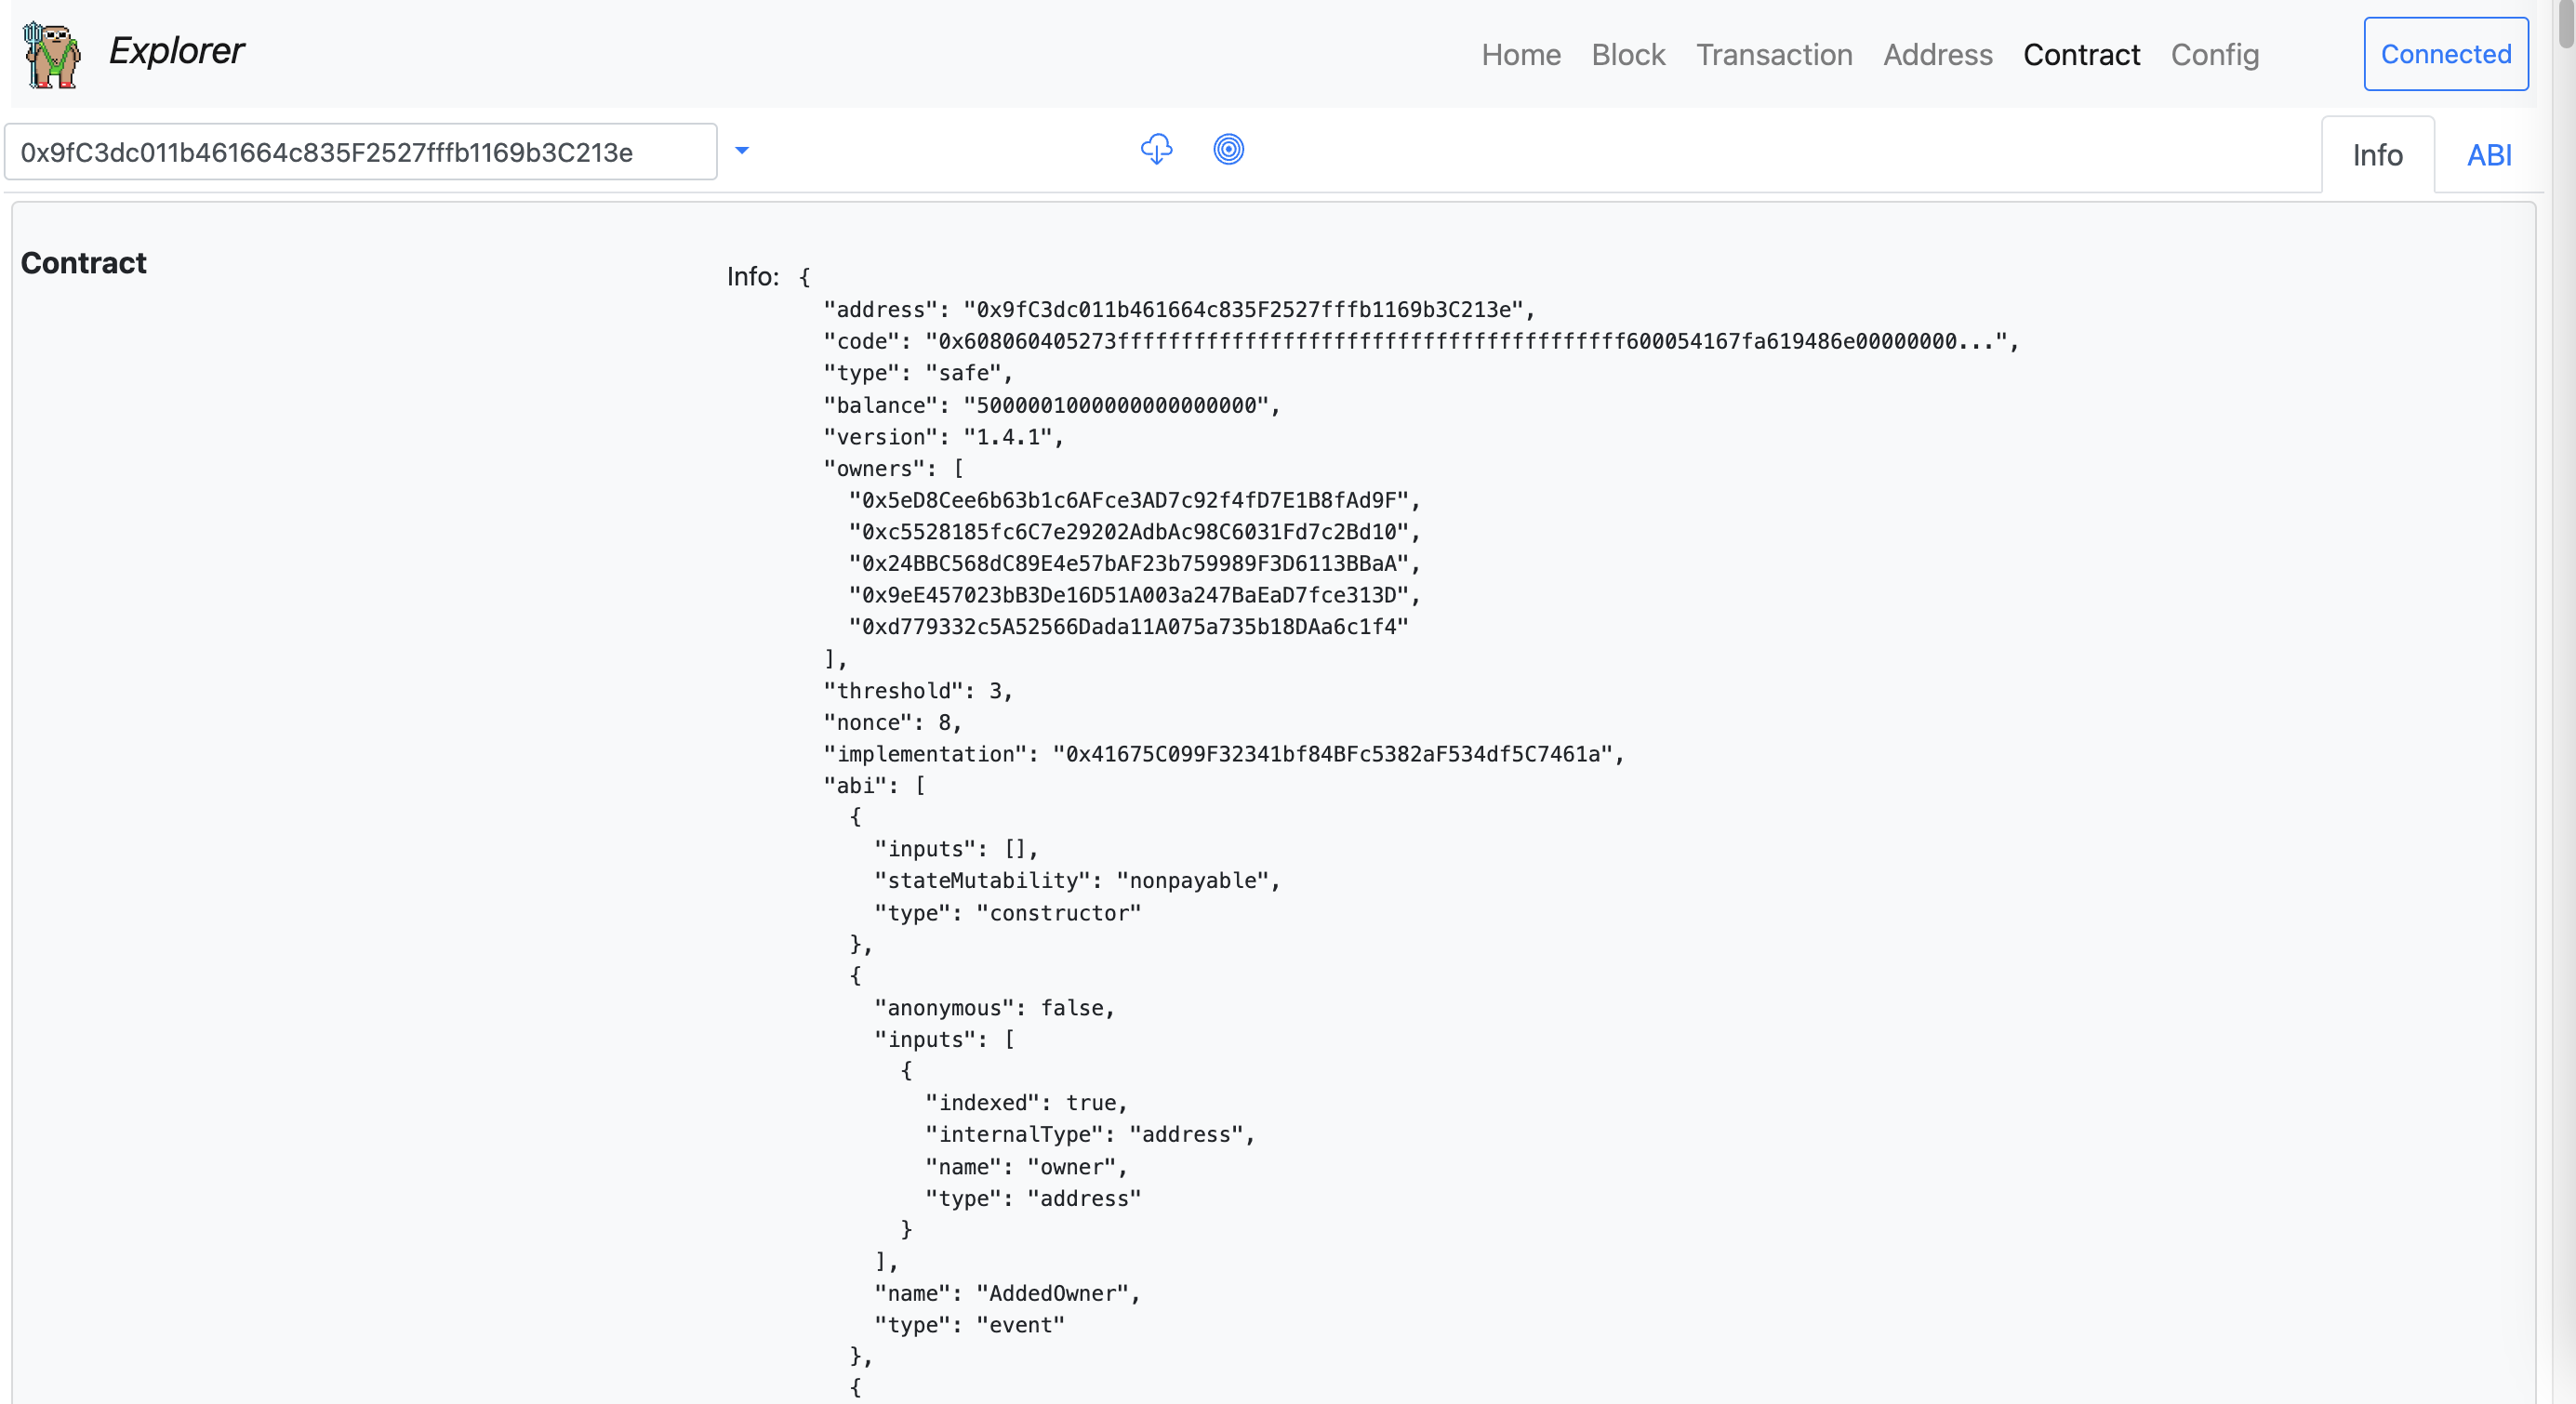 Explorer
Home Block Transaction Address Contract Config Connected
0x9fC3dc011b461664c835F2527fffb1169b3C213e
Info ABI
Contract
Info: {
"address": "0x9fC3dc011b461664c835F2527fffb1169b3C213e",
"code": "0x608060405273ffffffffffffffffffffffffffffffffffffffff600054167fa619486e00000000...",
"type": "safe",
"balance": "5000001000000000000000",
"version": "1.4.1",
"owners": [
"0x5eD8Cee6b63b1c6AFce3AD7c92f4fD7E1B8fAd9F",
"0xc5528185fc6C7e29202AdbAc98C6031Fd7c2Bd10",
"0x24BBC568dC89E4e57bAF23b759989F3D6113BBaA",
"0x9eE457023bB3De16D51A003a247BaEaD7fce313D",
"0xd779332c5A52566Dada11A075a735b18DAa6c1f4"
],
"threshold": 3,
"nonce": 8,
"implementation": "0x41675C099F32341bf84BFc5382aF534df5C7461a",
"abi": [
{
"inputs": [],
"stateMutability": "nonpayable",
"type": "constructor"
},
{
"anonymous": false,
"inputs": [
{
"indexed": true,
"internalType": "address",
"name": "owner",
"type": "address"
}
],
"name": "AddedOwner",
"type": "event"
},
{